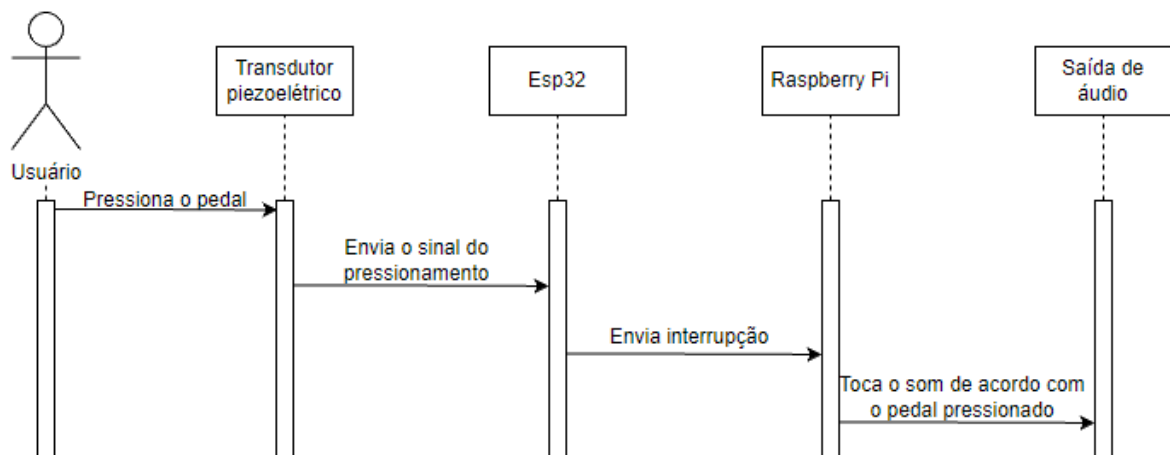 Transdutor
piezoelétrico
Esp32
Raspberry Pi
Saída de
áudio
Usuário
Pressiona o pedal
Envia o sinal do
pressionamento
Envia interrupção
Toca o som de acordo com
o pedal pressionado